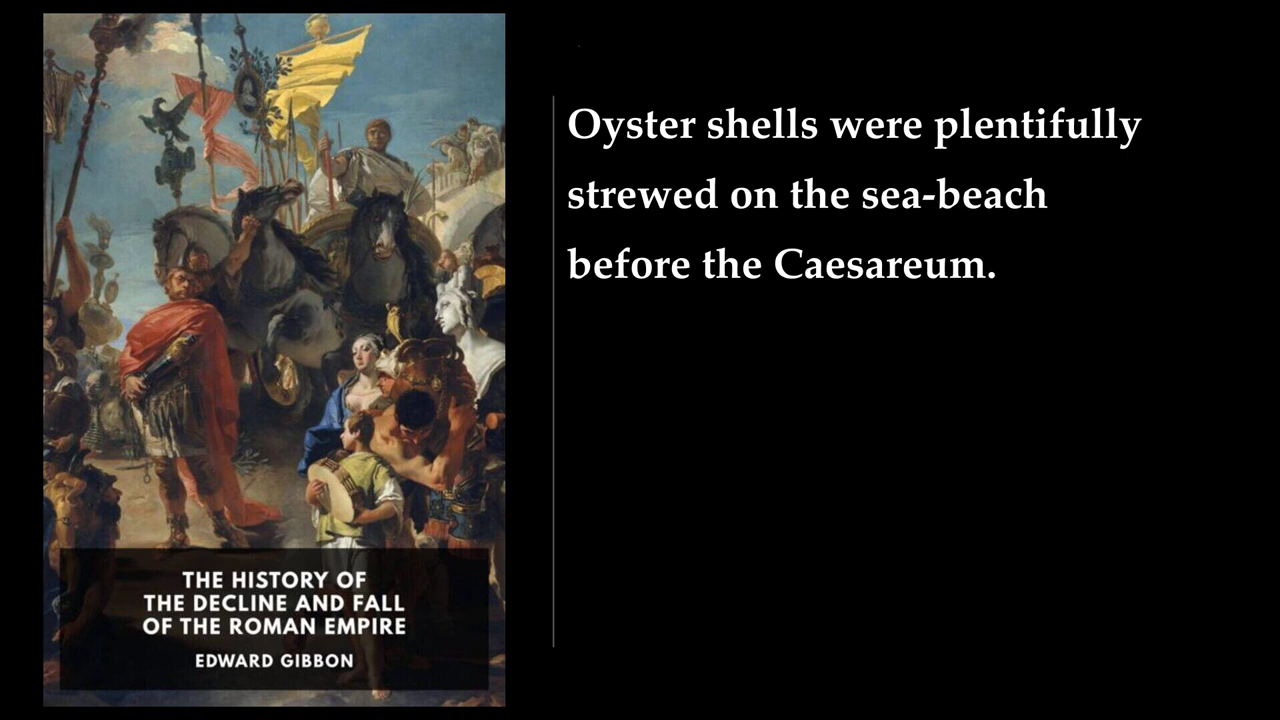 Oyster shells were plentifully
strewed on the sea-beach
before the Caesareum.
THE HISTORY OF
THE DECLINE AND FALL
OF THE ROMAN EMPIRE
EDWARD GIBBON